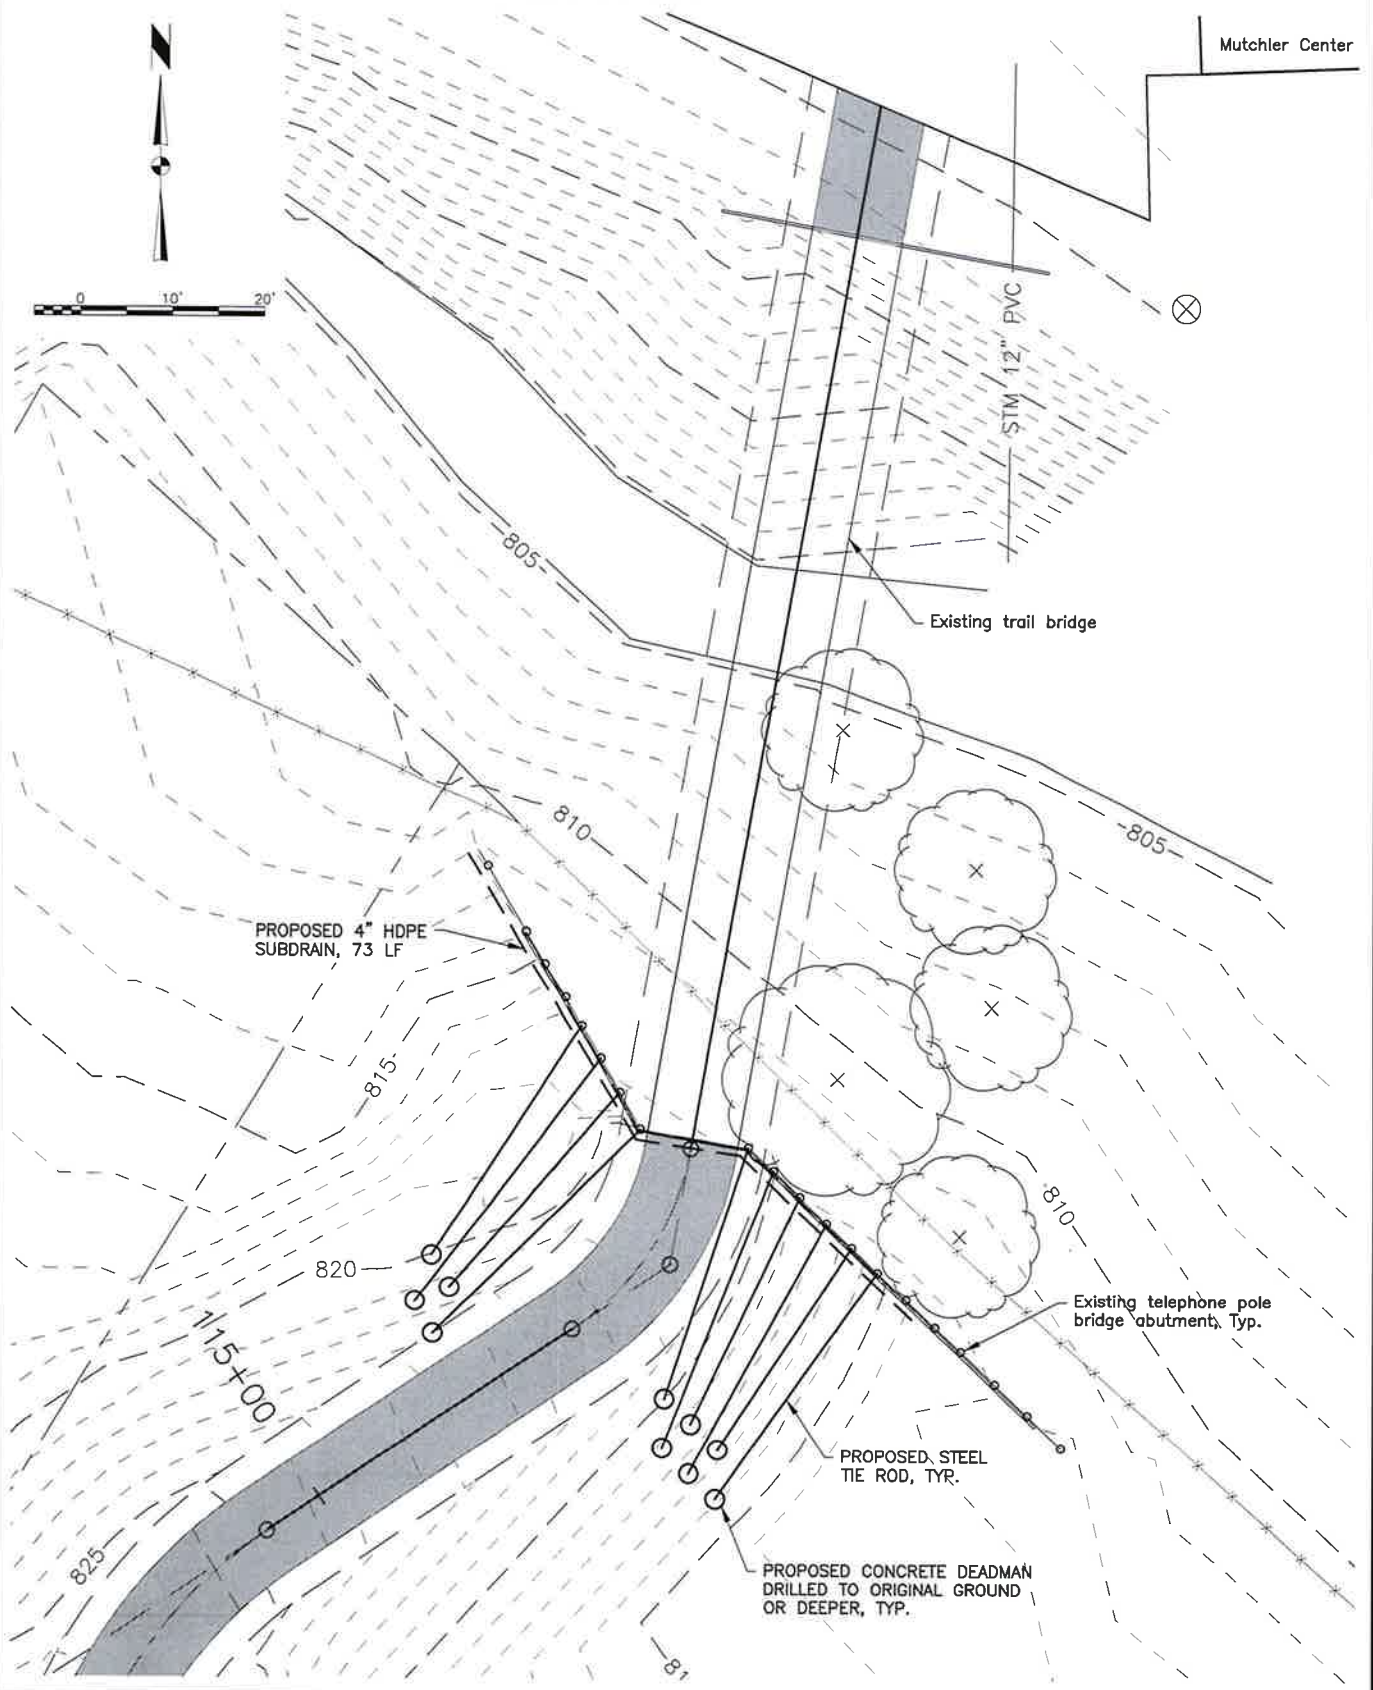 N
Mutchler Center
0 10' 20'
STM 12" PVC
805
Existing trail bridge
810
805
PROPOSED 4" HDPE
SUBDRAIN, 73 LF
815
810
820
Existing telephone pole
bridge abutment, Typ.
115+00
PROPOSED STEEL
TIE ROD, TYP.
825
PROPOSED CONCRETE DEADMAN
DRILLED TO ORIGINAL GROUND
OR DEEPER, TYP.